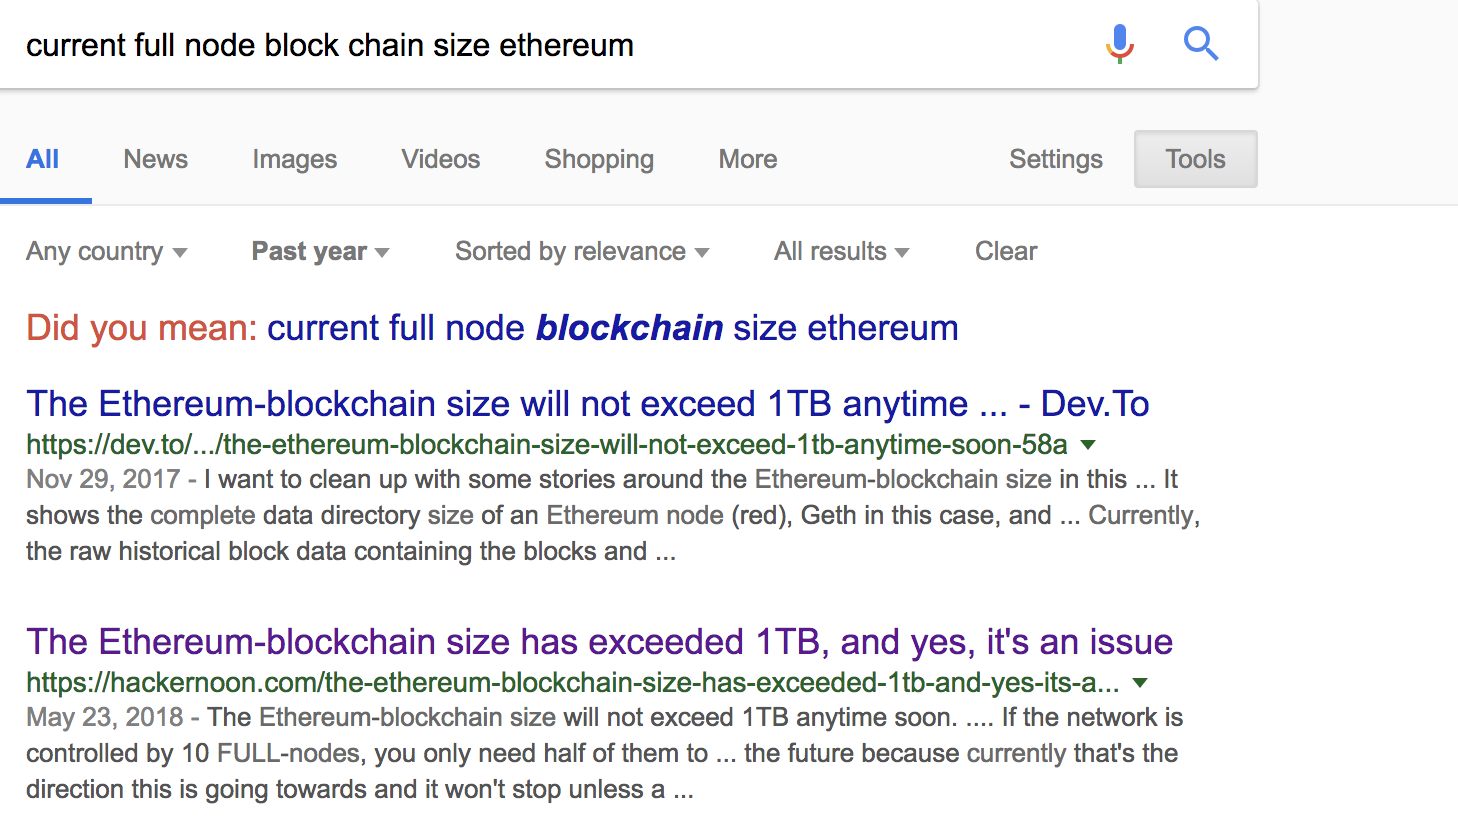 current full node block chain size ethereum
All News Images Videos Shopping More Settings Tools
Any country Past year Sorted by relevance All results Clear
Did you mean: current full node blockchain size ethereum
The Ethereum-blockchain size will not exceed 1TB anytime ... - Dev.To
https://dev.to/.../the-ethereum-blockchain-size-will-not-exceed-1tb-anytime-soon-58a
Nov 29, 2017 - I want to clean up with some stories around the Ethereum-blockchain size in this ... It
shows the complete data directory size of an Ethereum node (red), Geth in this case, and ... Currently,
the raw historical block data containing the blocks and ...
The Ethereum-blockchain size has exceeded 1TB, and yes, it's an issue
https://hackernoon.com/the-ethereum-blockchain-size-has-exceeded-1tb-and-yes-its-a...
May 23, 2018 - The Ethereum-blockchain size will not exceed 1TB anytime soon. .... If the network is
controlled by 10 FULL-nodes, you only need half of them to ... the future because currently that's the
direction this is going towards and it won't stop unless a ...